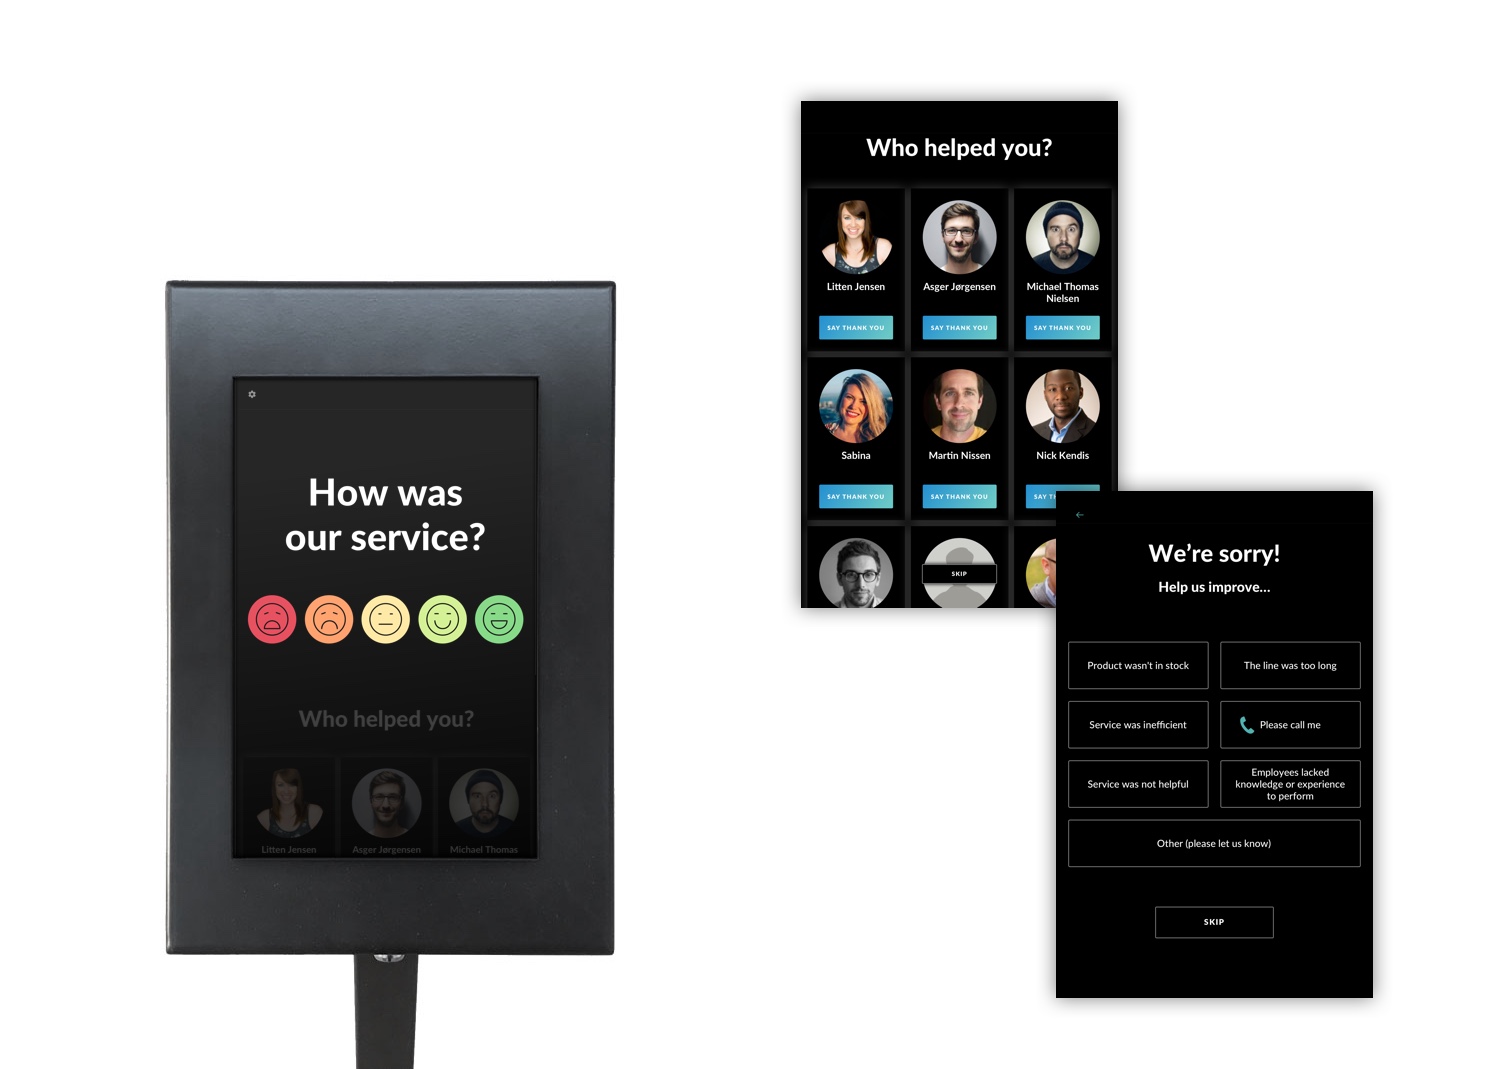 How was
our service?
Who helped you?
Litten Jensen
Asger Jørgensen
Michael Thomas
Who helped you?
Litten Jensen
Asger Jørgensen
Michael Thomas
Nielsen
SAY THANK YOU
SAY THANK YOU
SAY THANK YOU
Sabina
Martin Nissen
Nick Kendis
SAY THANK YOU
SAY THANK YOU
SAY T
SKIP
We’re sorry!
Help us improve...
Product wasn't in stock
The line was too long
Service was inefficient
Please call me
Service was not helpful
Employees lacked
knowledge or experience
to perform
Other (please let us know)
SKIP